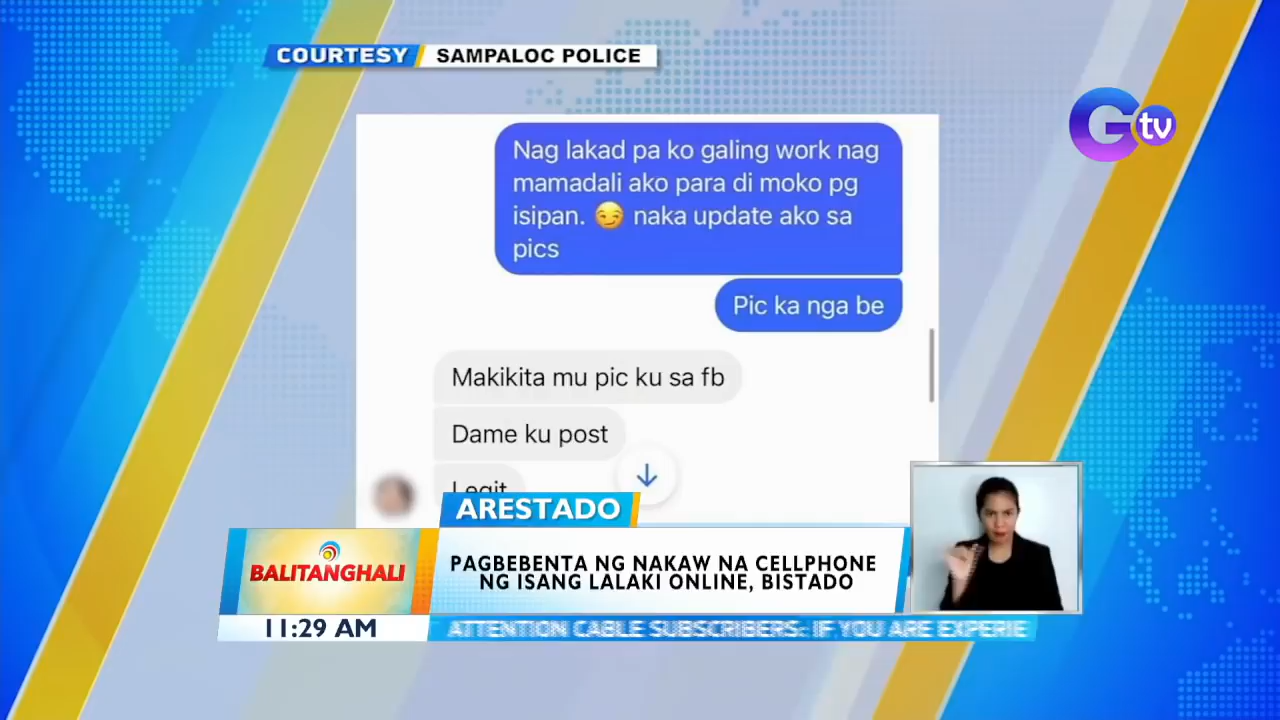 COURTESY SAMPALOC POLICE
Gtv
Nag lakad pa ko galing work nag
mamadali ako para di moko pg
isipan. 😏 naka update ako sa
pics
Pic ka nga be
Makikita mu pic ku sa fb
Dame ku post
Legit
ARESTADO
BALITANGHALI
PAGBEBENTA NG NAKAW NA CELLPHONE
NG ISANG LALAKI ONLINE, BISTADO
11:29 AM
ATTENTION CABLE SUBSCRIBERS: IF YOU ARE EXPERIE